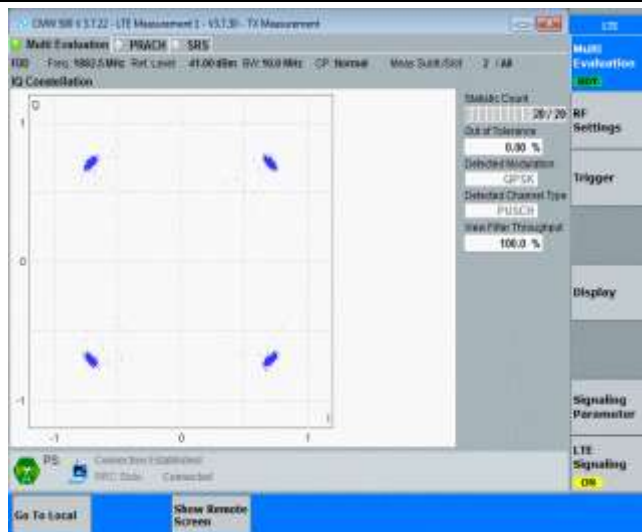 CMW 500 V 3.7.22 - LTE Measurement 1 - V3.7.30 - TX Measurement
LTE
Multi Evaluation PRACH SRS
FDD Freq: 1882.5 MHz Ref. Level: 41.00 dBm BW: 10.0 MHz CP: Normal Meas Subfr./Slot 2 / All
IQ Constellation
Multi Evaluation
RDY
Q
Statistic Count
20 / 20
Out of Tolerance
0.00 %
Detected Modulation
QPSK
Detected Channel Type
PUSCH
View Filter Throughput
100.0 %
RF Settings
Trigger
Display
Signaling Parameter
LTE Signaling
ON
1
0
-1
I
-1 0 1
PS
Connection Established
RRC State Connected
Go To Local
Show Remote Screen